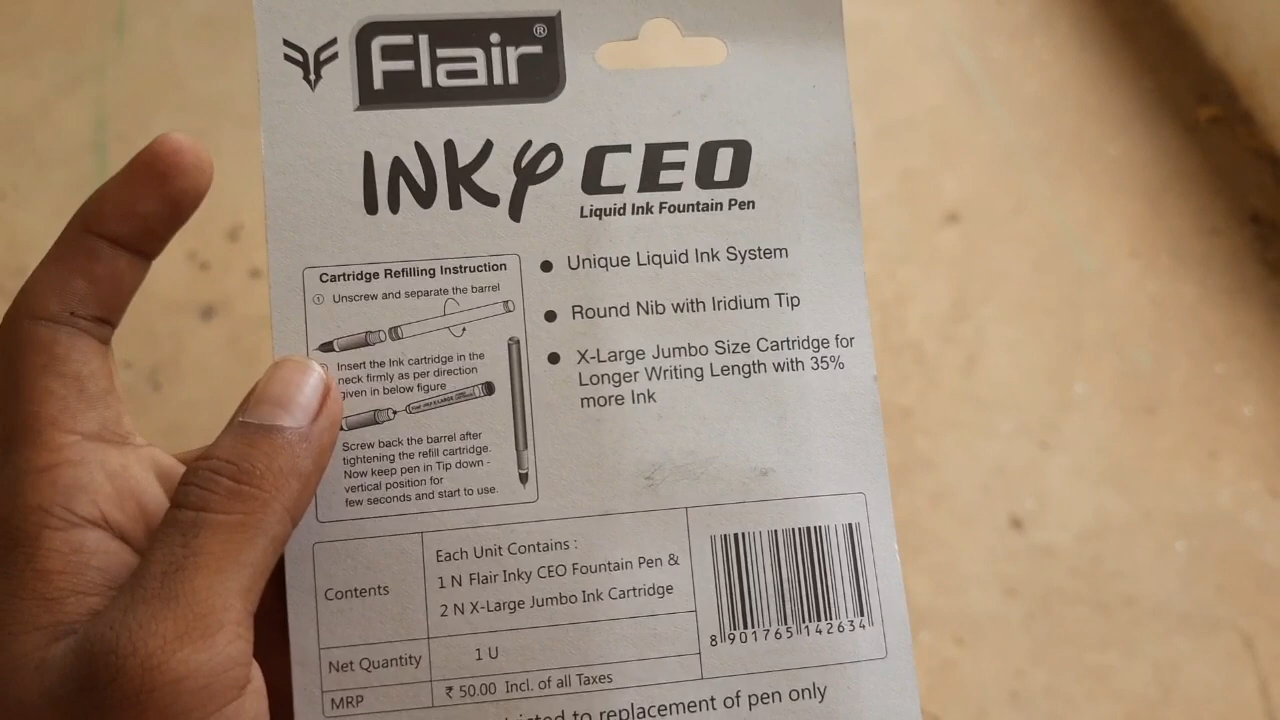 Flair®
INKY CEO
Liquid Ink Fountain Pen
Cartridge Refilling Instruction
① Unscrew and separate the barrel
Insert the Ink cartridge in the
neck firmly as per direction
given in below figure
Screw back the barrel after
tightening the refill cartridge.
Now keep pen in Tip down -
vertical position for
few seconds and start to use.
● Unique Liquid Ink System
● Round Nib with Iridium Tip
● X-Large Jumbo Size Cartridge for
Longer Writing Length with 35%
more Ink
Contents
Each Unit Contains :
1 N Flair Inky CEO Fountain Pen &
2 N X-Large Jumbo Ink Cartridge
Net Quantity
1 U
MRP
₹ 50.00 Incl. of all Taxes
8 901765 142634
to replacement of pen only